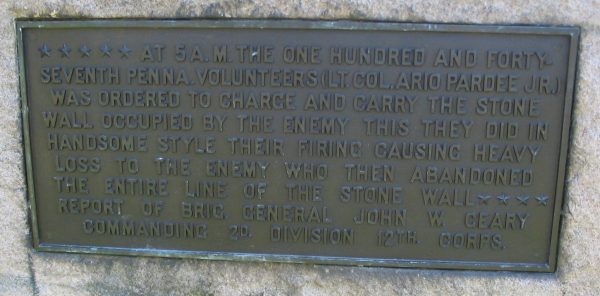 ★★★★★ AT 5 A.M. THE ONE HUNDRED AND FORTY-
SEVENTH PENNA. VOLUNTEERS (LT. COL. ARIO PARDEE JR.)
WAS ORDERED TO CHARGE AND CARRY THE STONE
WALL OCCUPIED BY THE ENEMY THIS THEY DID IN
HANDSOME STYLE THEIR FIRING CAUSING HEAVY
LOSS TO THE ENEMY WHO THEN ABANDONED
THE ENTIRE LINE OF THE STONE WALL ★★★★
REPORT OF BRIG. GENERAL JOHN W. GEARY
COMMANDING 2D. DIVISION 12TH. CORPS.